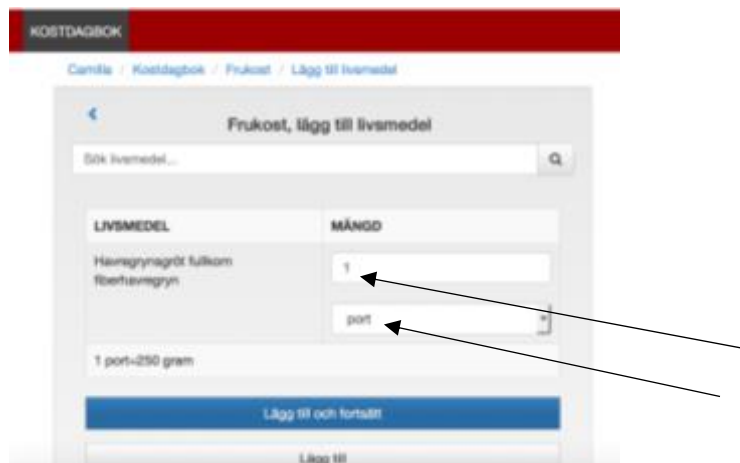 KOSTDAGBOK
Camilla / Kostdagbok / Frukost / Lägg till livsmedel
Frukost, lägg till livsmedel
Sök livsmedel...
LIVSMEDEL MÄNGD
Havregrynsgröt fullkorn 1
fiberhavregryn
port
1 port=250 gram
Lägg till och fortsätt
Lägg till